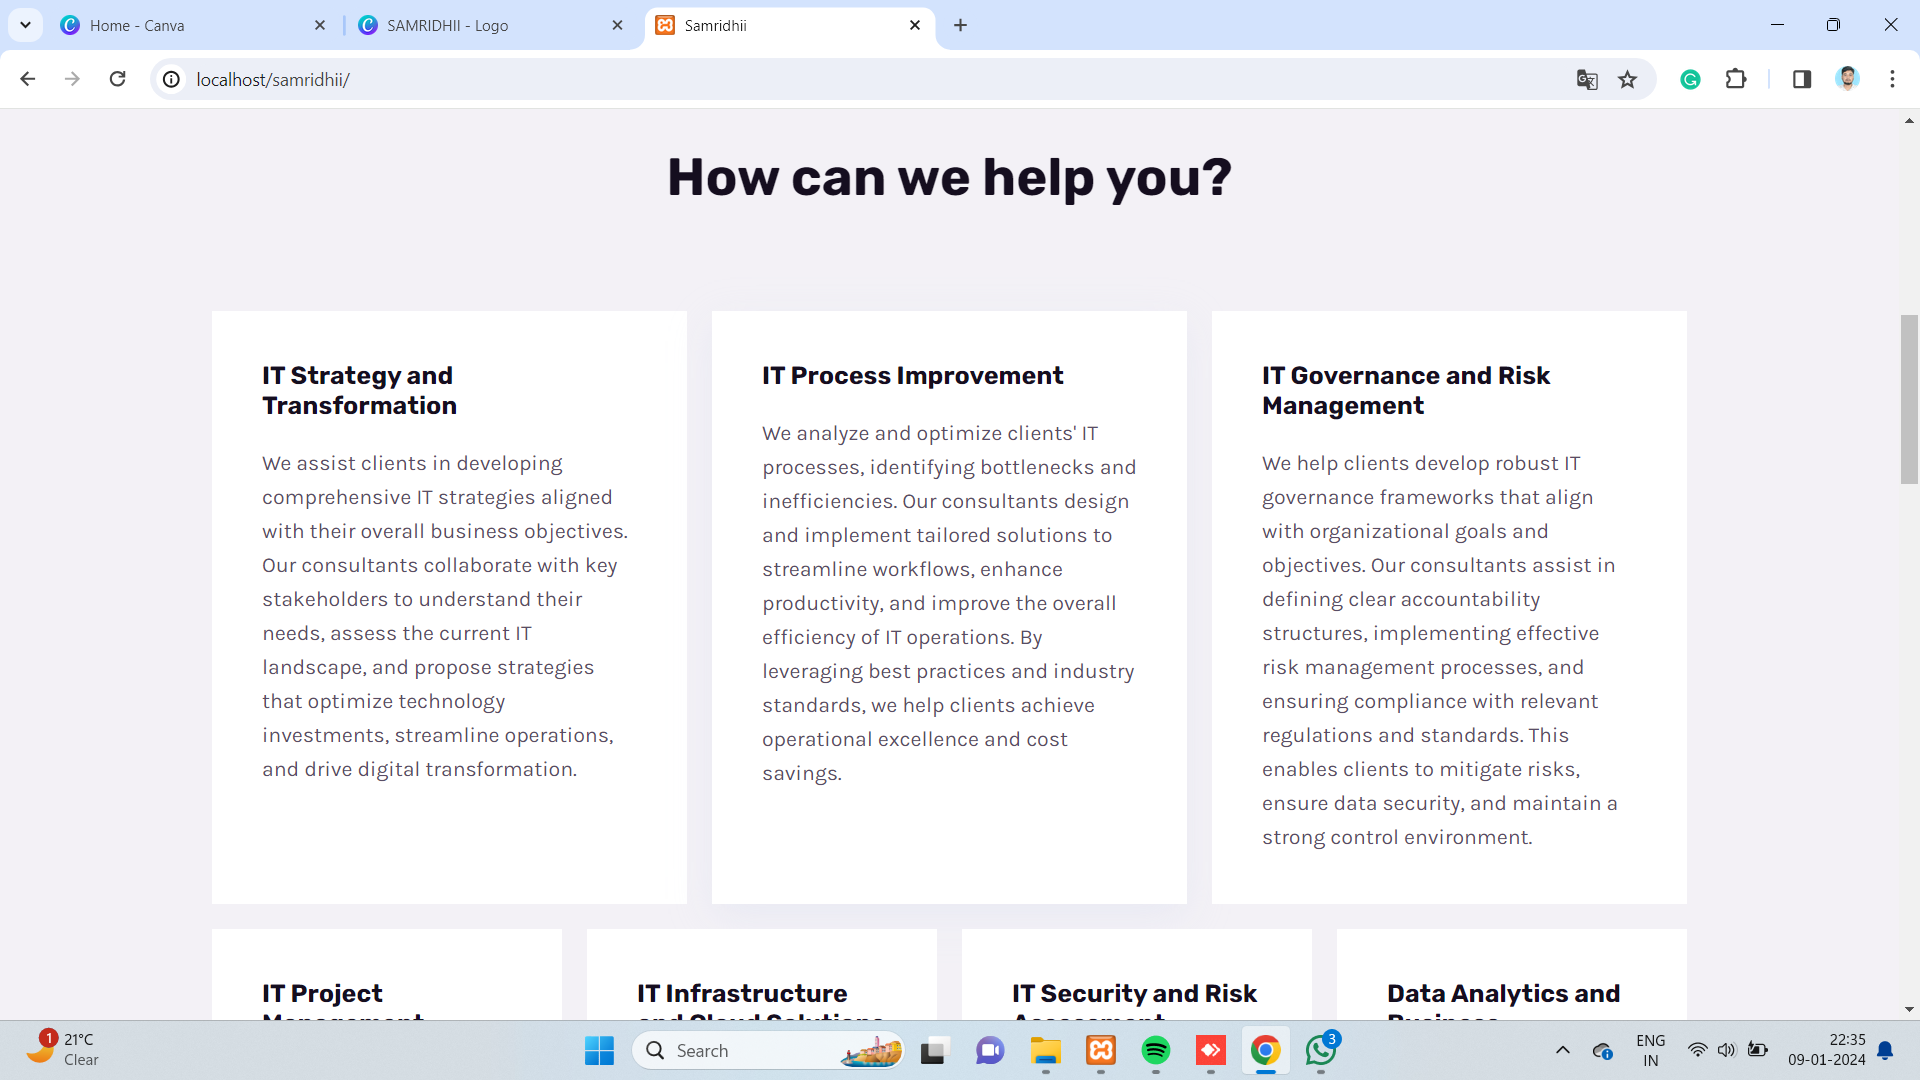 Home - Canva
SAMRIDHII - Logo
Samridhii
localhost/samridhii/
How can we help you?
IT Strategy and
Transformation
We assist clients in developing
comprehensive IT strategies aligned
with their overall business objectives.
Our consultants collaborate with key
stakeholders to understand their
needs, assess the current IT
landscape, and propose strategies
that optimize technology
investments, streamline operations,
and drive digital transformation.
IT Process Improvement
We analyze and optimize clients' IT
processes, identifying bottlenecks and
inefficiencies. Our consultants design
and implement tailored solutions to
streamline workflows, enhance
productivity, and improve the overall
efficiency of IT operations. By
leveraging best practices and industry
standards, we help clients achieve
operational excellence and cost
savings.
IT Governance and Risk
Management
We help clients develop robust IT
governance frameworks that align
with organizational goals and
objectives. Our consultants assist in
defining clear accountability
structures, implementing effective
risk management processes, and
ensuring compliance with relevant
regulations and standards. This
enables clients to mitigate risks,
ensure data security, and maintain a
strong control environment.
IT Project
Management
IT Infrastructure
and Cloud Solutions
IT Security and Risk
Assessment
Data Analytics and
Business
1
21°C
Clear
Search
3
ENG
IN
22:35
09-01-2024